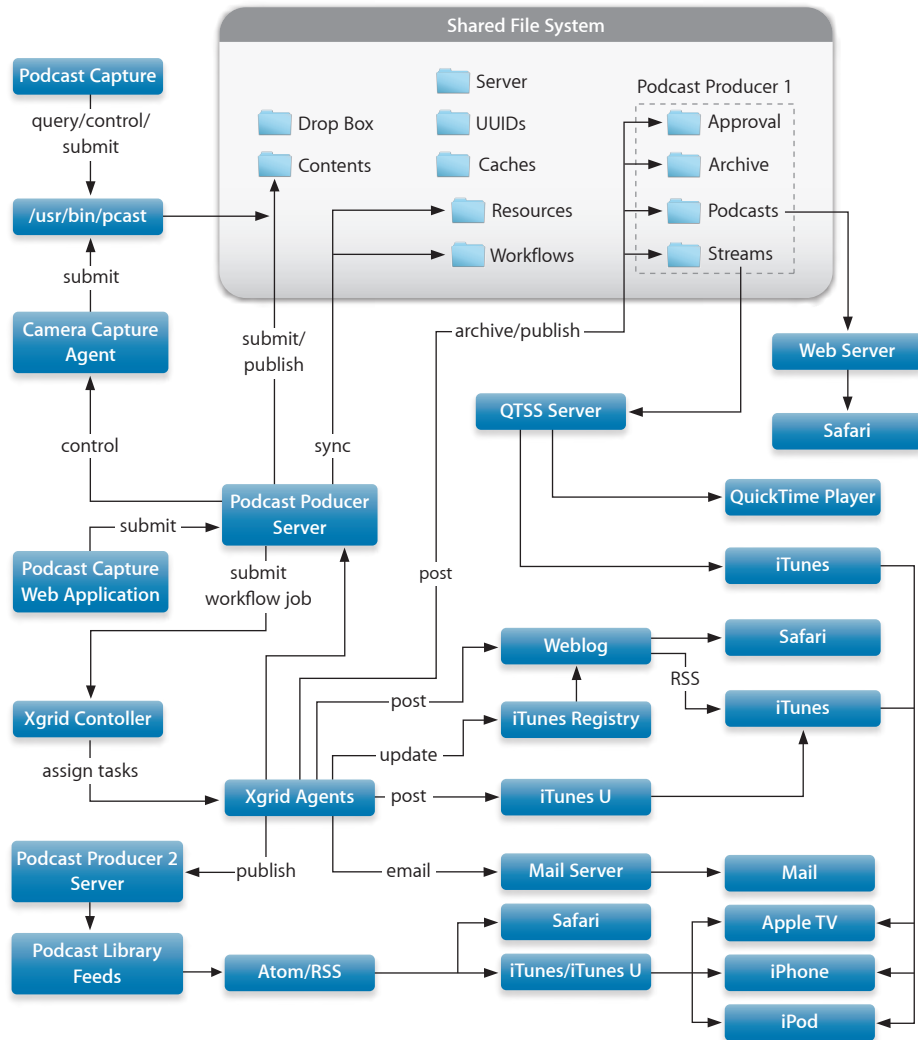 Shared File System
Podcast Capture
query/control/
submit
/usr/bin/pcast
submit
Camera Capture
Agent
control
Drop Box
Contents
Server
UUIDs
Caches
Resources
Workflows
Podcast Producer 1
Approval
Archive
Podcasts
Streams
submit/
publish
sync
archive/publish
Web Server
Safari
QTSS Server
QuickTime Player
iTunes
Podcast Poducer
Server
submit
Podcast Capture
Web Application
submit
workflow job
post
Xgrid Contoller
assign tasks
Xgrid Agents
post
Weblog
Safari
RSS
iTunes
update
iTunes Registry
post
iTunes U
publish
email
Mail Server
Mail
Podcast Producer 2
Server
Podcast Library
Feeds
Atom/RSS
Safari
iTunes/iTunes U
Apple TV
iPhone
iPod